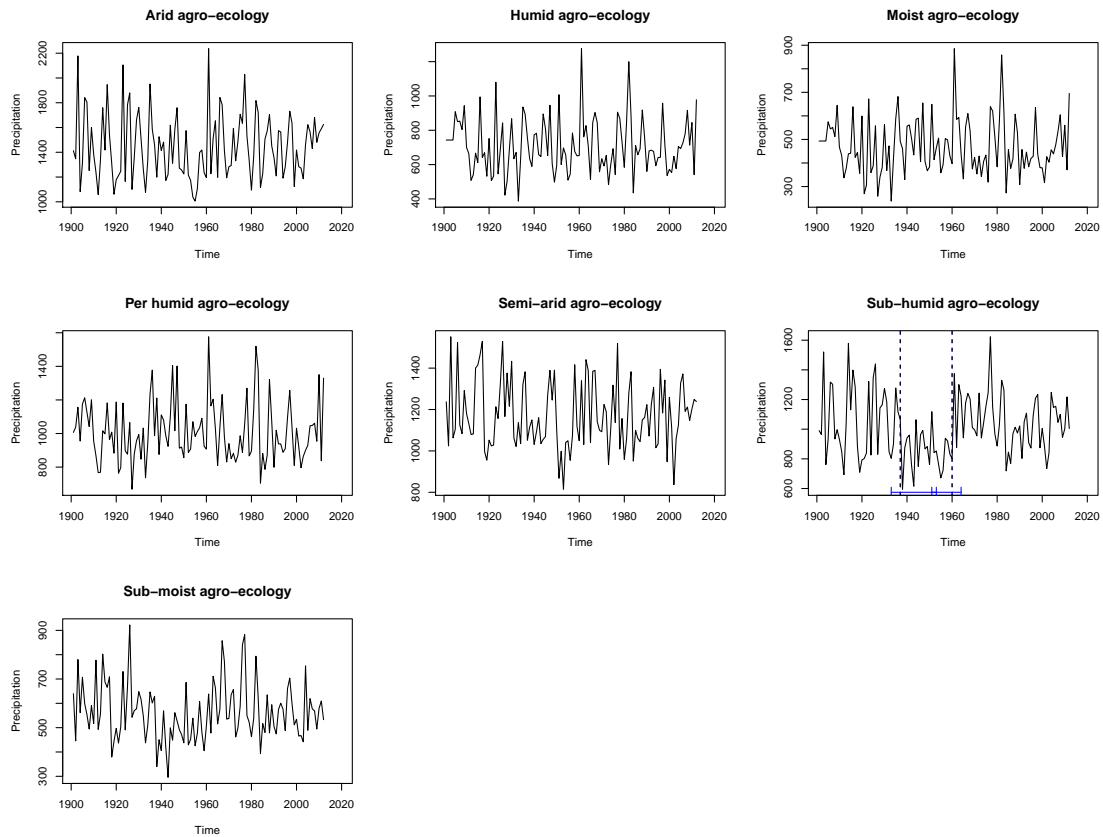 Arid agro−ecology
Precipitation
1000 1400 1800 2200
1900 1920 1940 1960 1980 2000 2020
Time
Humid agro−ecology
Precipitation
400 600 800 1000
1900 1920 1940 1960 1980 2000 2020
Time
Moist agro−ecology
Precipitation
300 500 700 900
1900 1920 1940 1960 1980 2000 2020
Time
Per humid agro−ecology
Precipitation
800 1000 1400
1900 1920 1940 1960 1980 2000 2020
Time
Semi−arid agro−ecology
Precipitation
800 1000 1200 1400
1900 1920 1940 1960 1980 2000 2020
Time
Sub−humid agro−ecology
Precipitation
600 800 1200 1600
1900 1920 1940 1960 1980 2000 2020
Time
Sub−moist agro−ecology
Precipitation
300 500 700 900
1900 1920 1940 1960 1980 2000 2020
Time